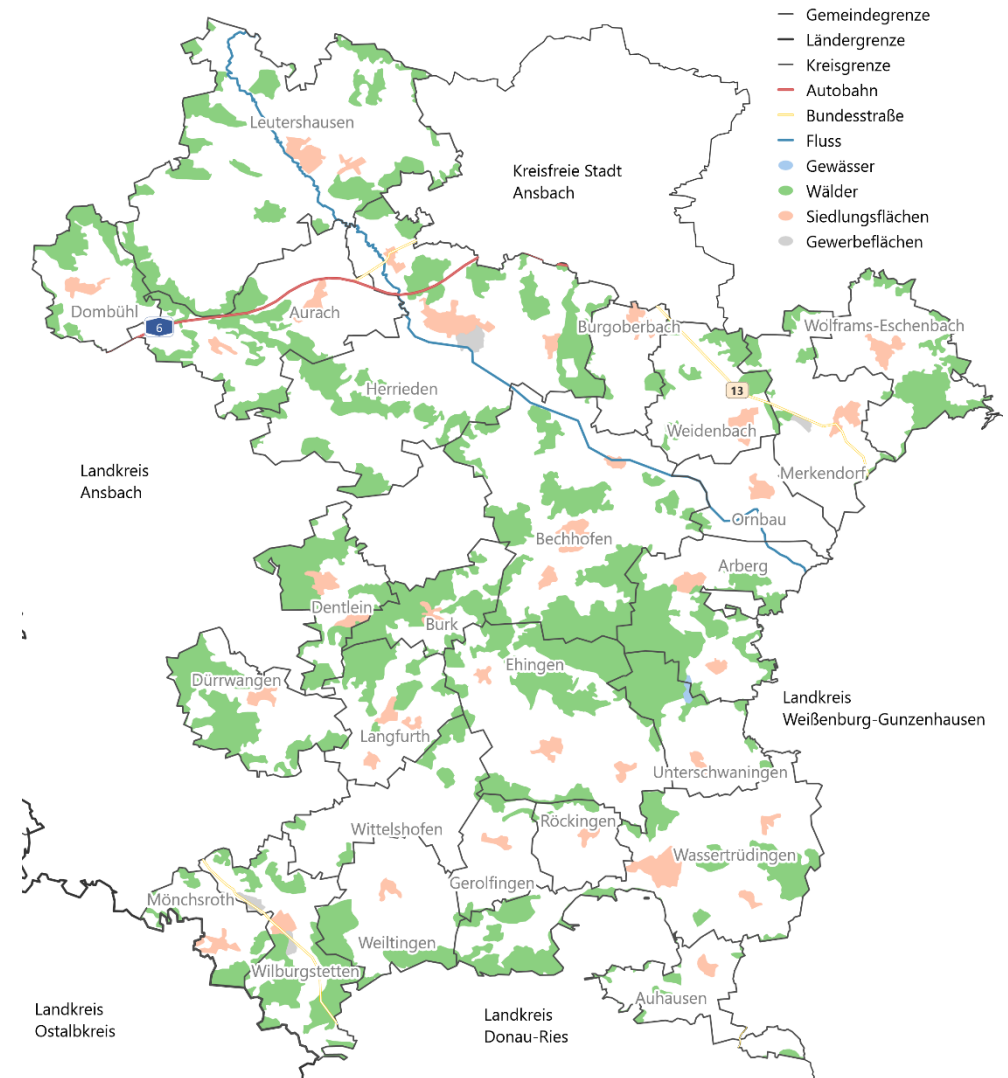 Gemeindegrenze
Ländergrenze
Kreisgrenze
Autobahn
Bundesstraße
Fluss
Gewässer
Wälder
Siedlungsflächen
Gewerbeflächen
Leutershausen
Kreisfreie Stadt
Ansbach
Dombühl
6
Aurach
Burgoberbach
Wolframs-Eschenbach
Herrieden
13
Weidenbach
Merkendorf
Landkreis
Ansbach
Ornbau
Bechhofen
Arberg
Dentlein
Burk
Ehingen
Dürrwangen
Landkreis
Weißenburg-Gunzenhausen
Langfurth
Unterschwaningen
Wittelshofen
Röckingen
Wassertrüdingen
Gerolfingen
Mönchsroth
Weiltingen
Wilburgstetten
Auhausen
Landkreis
Ostalbkreis
Landkreis
Donau-Ries